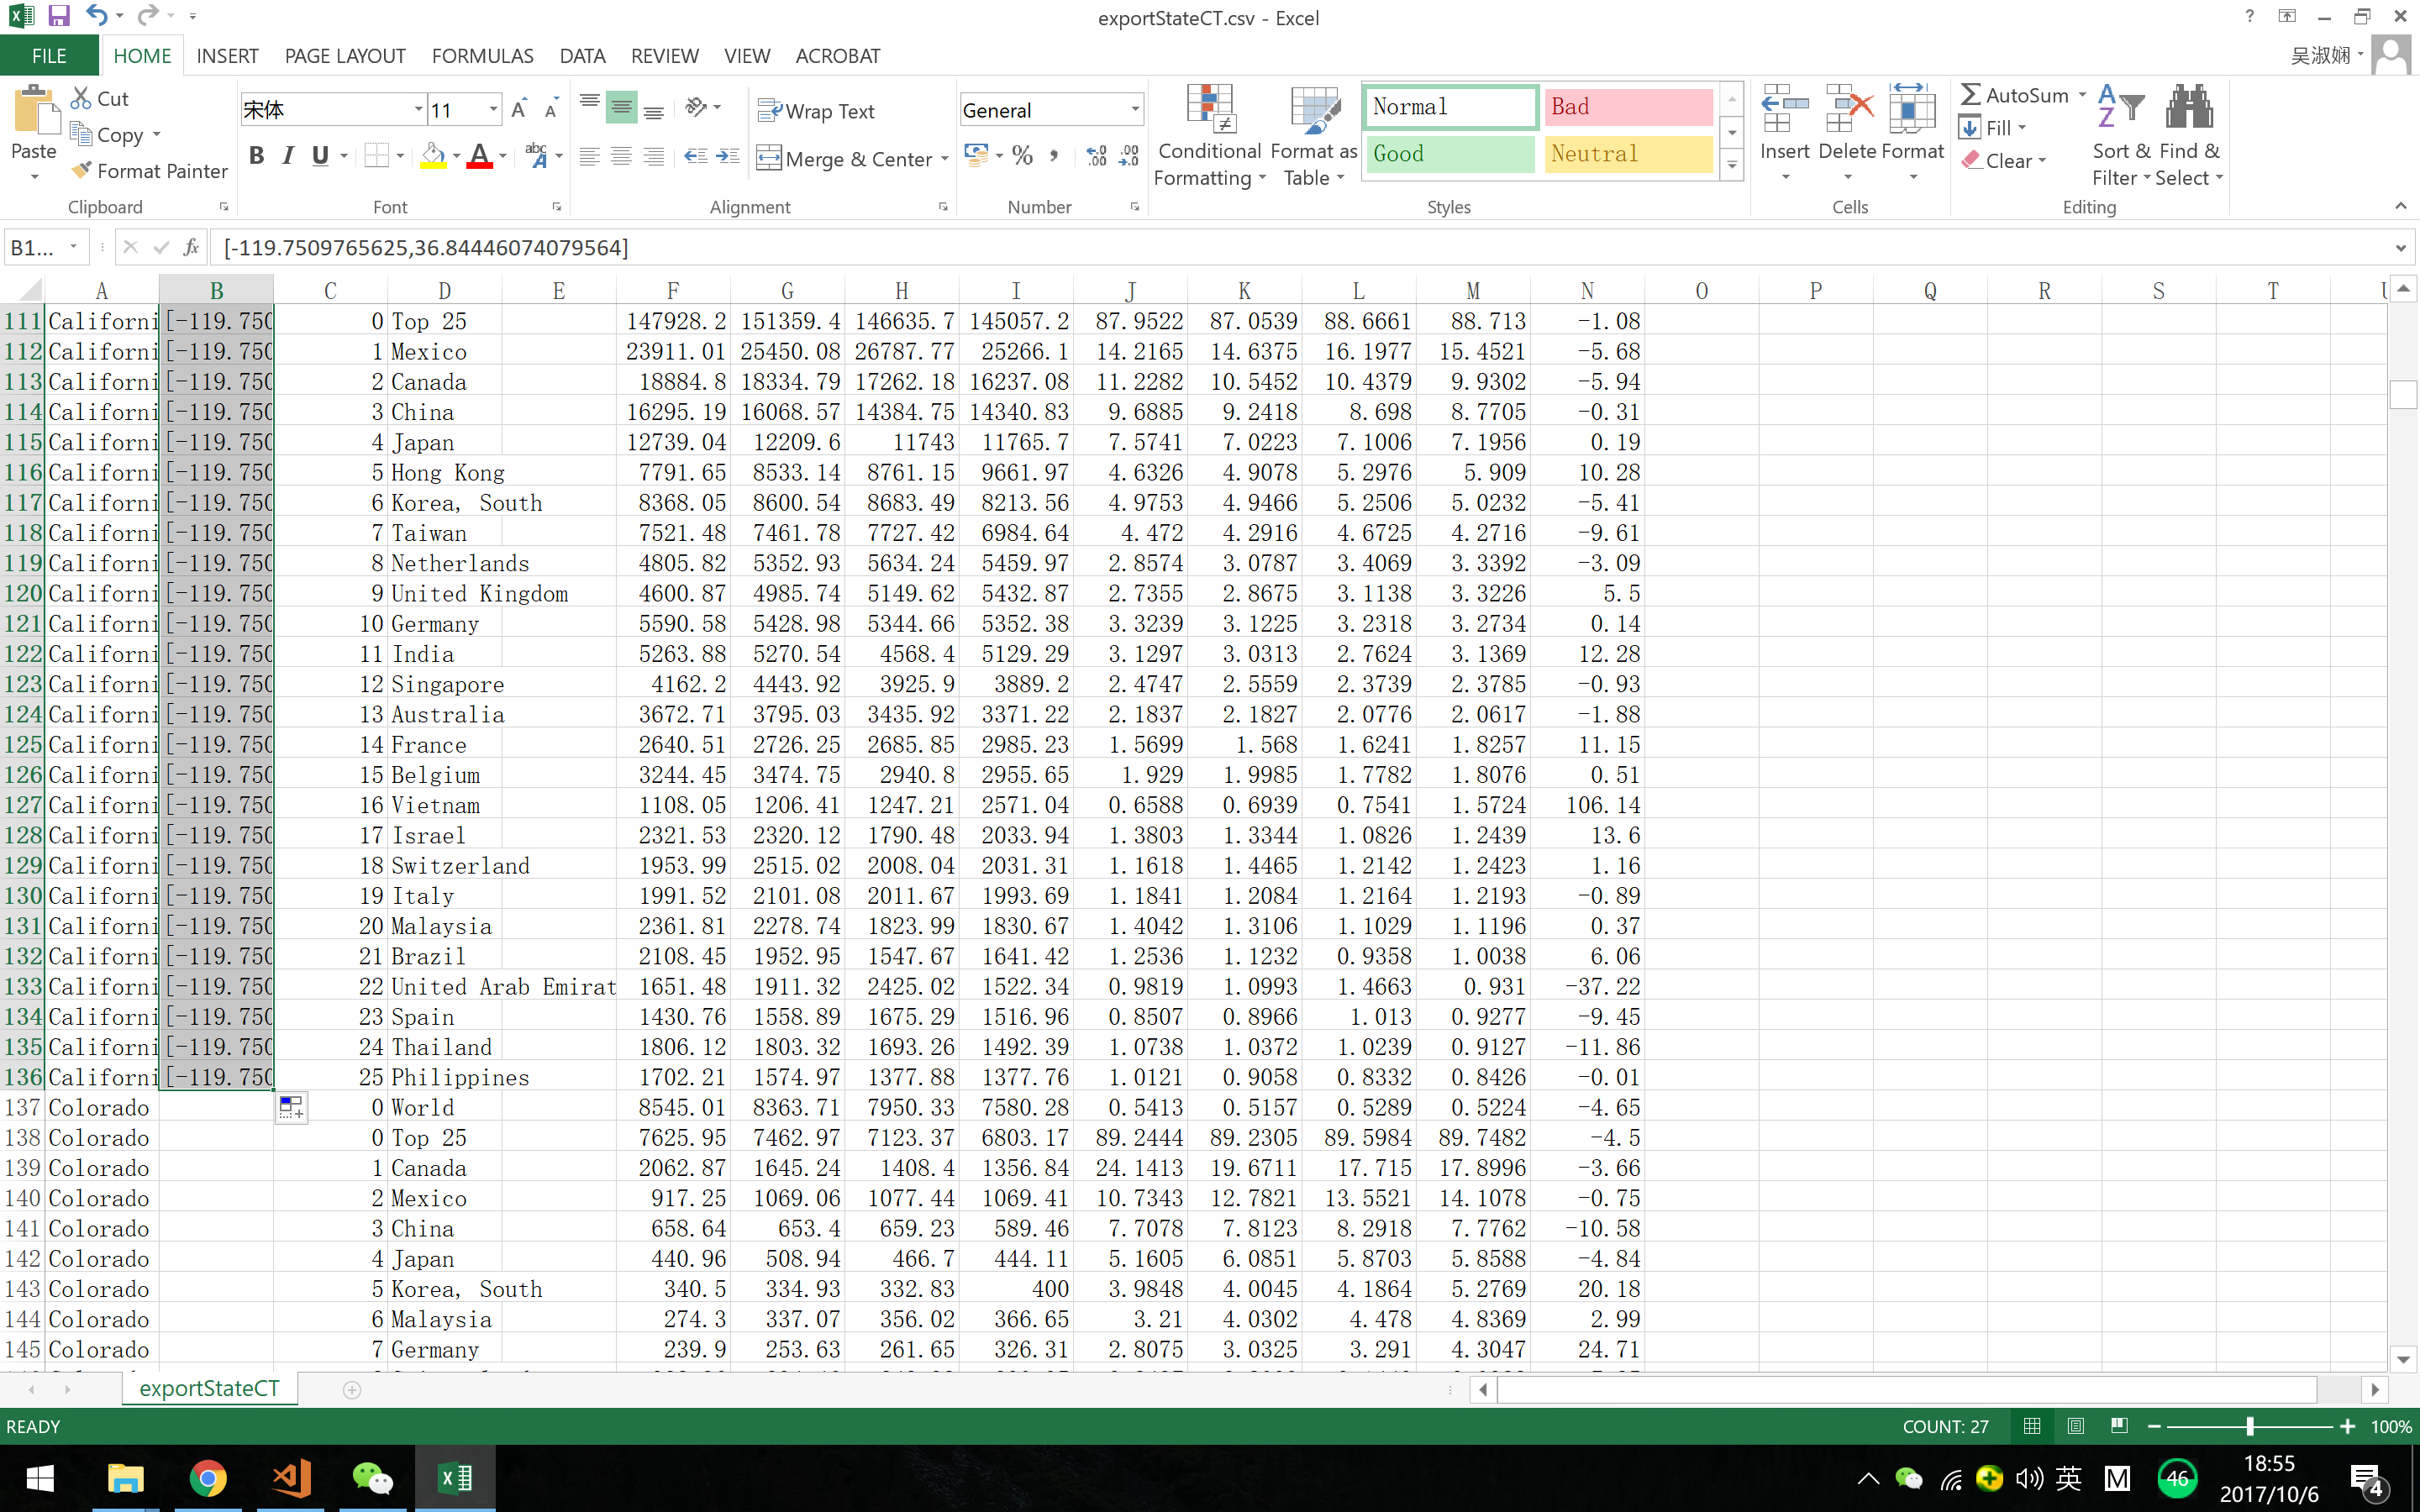 exportStateCT.csv - Excel
FILE HOME INSERT PAGE LAYOUT FORMULAS DATA REVIEW VIEW ACROBAT 吴淑娴
Paste Cut Copy Format Painter
Clipboard
宋体 11
B I U A abc A
Font
Wrap Text
Merge & Center
Alignment
General
% , .00 .00
Number
Conditional Formatting Format as Table
Normal Bad
Good Neutral
Styles
Insert Delete Format
Cells
AutoSum
Fill
Clear
Sort & Filter Find & Select
Editing
B1... fx [-119.7509765625,36.84446074079564]
A B C D E F G H I J K L M N O P Q R S T
111 Californi [-119.750 0 Top 25 147928.2 151359.4 146635.7 145057.2 87.9522 87.0539 88.6661 88.713 -1.08
112 Californi [-119.750 1 Mexico 23911.01 25450.08 26787.77 25266.1 14.2165 14.6375 16.1977 15.4521 -5.68
113 Californi [-119.750 2 Canada 18884.8 18334.79 17262.18 16237.08 11.2282 10.5452 10.4379 9.9302 -5.94
114 Californi [-119.750 3 China 16295.19 16068.57 14384.75 14340.83 9.6885 9.2418 8.698 8.7705 -0.31
115 Californi [-119.750 4 Japan 12739.04 12209.6 11743 11765.7 7.5741 7.0223 7.1006 7.1956 0.19
116 Californi [-119.750 5 Hong Kong 7791.65 8533.14 8761.15 9661.97 4.6326 4.9078 5.2976 5.909 10.28
117 Californi [-119.750 6 Korea, South 8368.05 8600.54 8683.49 8213.56 4.9753 4.9466 5.2506 5.0232 -5.41
118 Californi [-119.750 7 Taiwan 7521.48 7461.78 7727.42 6984.64 4.472 4.2916 4.6725 4.2716 -9.61
119 Californi [-119.750 8 Netherlands 4805.82 5352.93 5634.24 5459.97 2.8574 3.0787 3.4069 3.3392 -3.09
120 Californi [-119.750 9 United Kingdom 4600.87 4985.74 5149.62 5432.87 2.7355 2.8675 3.1138 3.3226 5.5
121 Californi [-119.750 10 Germany 5590.58 5428.98 5344.66 5352.38 3.3239 3.1225 3.2318 3.2734 0.14
122 Californi [-119.750 11 India 5263.88 5270.54 4568.4 5129.29 3.1297 3.0313 2.7624 3.1369 12.28
123 Californi [-119.750 12 Singapore 4162.2 4443.92 3925.9 3889.2 2.4747 2.5559 2.3739 2.3785 -0.93
124 Californi [-119.750 13 Australia 3672.71 3795.03 3435.92 3371.22 2.1837 2.1827 2.0776 2.0617 -1.88
125 Californi [-119.750 14 France 2640.51 2726.25 2685.85 2985.23 1.5699 1.568 1.6241 1.8257 11.15
126 Californi [-119.750 15 Belgium 3244.45 3474.75 2940.8 2955.65 1.929 1.9985 1.7782 1.8076 0.51
127 Californi [-119.750 16 Vietnam 1108.05 1206.41 1247.21 2571.04 0.6588 0.6939 0.7541 1.5724 106.14
128 Californi [-119.750 17 Israel 2321.53 2320.12 1790.48 2033.94 1.3803 1.3344 1.0826 1.2439 13.6
129 Californi [-119.750 18 Switzerland 1953.99 2515.02 2008.04 2031.31 1.1618 1.4465 1.2142 1.2423 1.16
130 Californi [-119.750 19 Italy 1991.52 2101.08 2011.67 1993.69 1.1841 1.2084 1.2164 1.2193 -0.89
131 Californi [-119.750 20 Malaysia 2361.81 2278.74 1823.99 1830.67 1.4042 1.3106 1.1029 1.1196 0.37
132 Californi [-119.750 21 Brazil 2108.45 1952.95 1547.67 1641.42 1.2536 1.1232 0.9358 1.0038 6.06
133 Californi [-119.750 22 United Arab Emirat 1651.48 1911.32 2425.02 1522.34 0.9819 1.0993 1.4663 0.931 -37.22
134 Californi [-119.750 23 Spain 1430.76 1558.89 1675.29 1516.96 0.8507 0.8966 1.013 0.9277 -9.45
135 Californi [-119.750 24 Thailand 1806.12 1803.32 1693.26 1492.39 1.0738 1.0372 1.0239 0.9127 -11.86
136 Californi [-119.750 25 Philippines 1702.21 1574.97 1377.88 1377.76 1.0121 0.9058 0.8332 0.8426 -0.01
137 Colorado 0 World 8545.01 8363.71 7950.33 7580.28 0.5413 0.5157 0.5289 0.5224 -4.65
138 Colorado 0 Top 25 7625.95 7462.97 7123.37 6803.17 89.2444 89.2305 89.5984 89.7482 -4.5
139 Colorado 1 Canada 2062.87 1645.24 1408.4 1356.84 24.1413 19.6711 17.715 17.8996 -3.66
140 Colorado 2 Mexico 917.25 1069.06 1077.44 1069.41 10.7343 12.7821 13.5521 14.1078 -0.75
141 Colorado 3 China 658.64 653.4 659.23 589.46 7.7078 7.8123 8.2918 7.7762 -10.58
142 Colorado 4 Japan 440.96 508.94 466.7 444.11 5.1605 6.0851 5.8703 5.8588 -4.84
143 Colorado 5 Korea, South 340.5 334.93 332.83 400 3.9848 4.0045 4.1864 5.2769 20.18
144 Colorado 6 Malaysia 274.3 337.07 356.02 366.65 3.21 4.0302 4.478 4.8369 2.99
145 Colorado 7 Germany 239.9 253.63 261.65 326.31 2.8075 3.0325 3.291 4.3047 24.71
exportStateCT
READY COUNT: 27 100%
英 M 46 18:55
2017/10/6 4